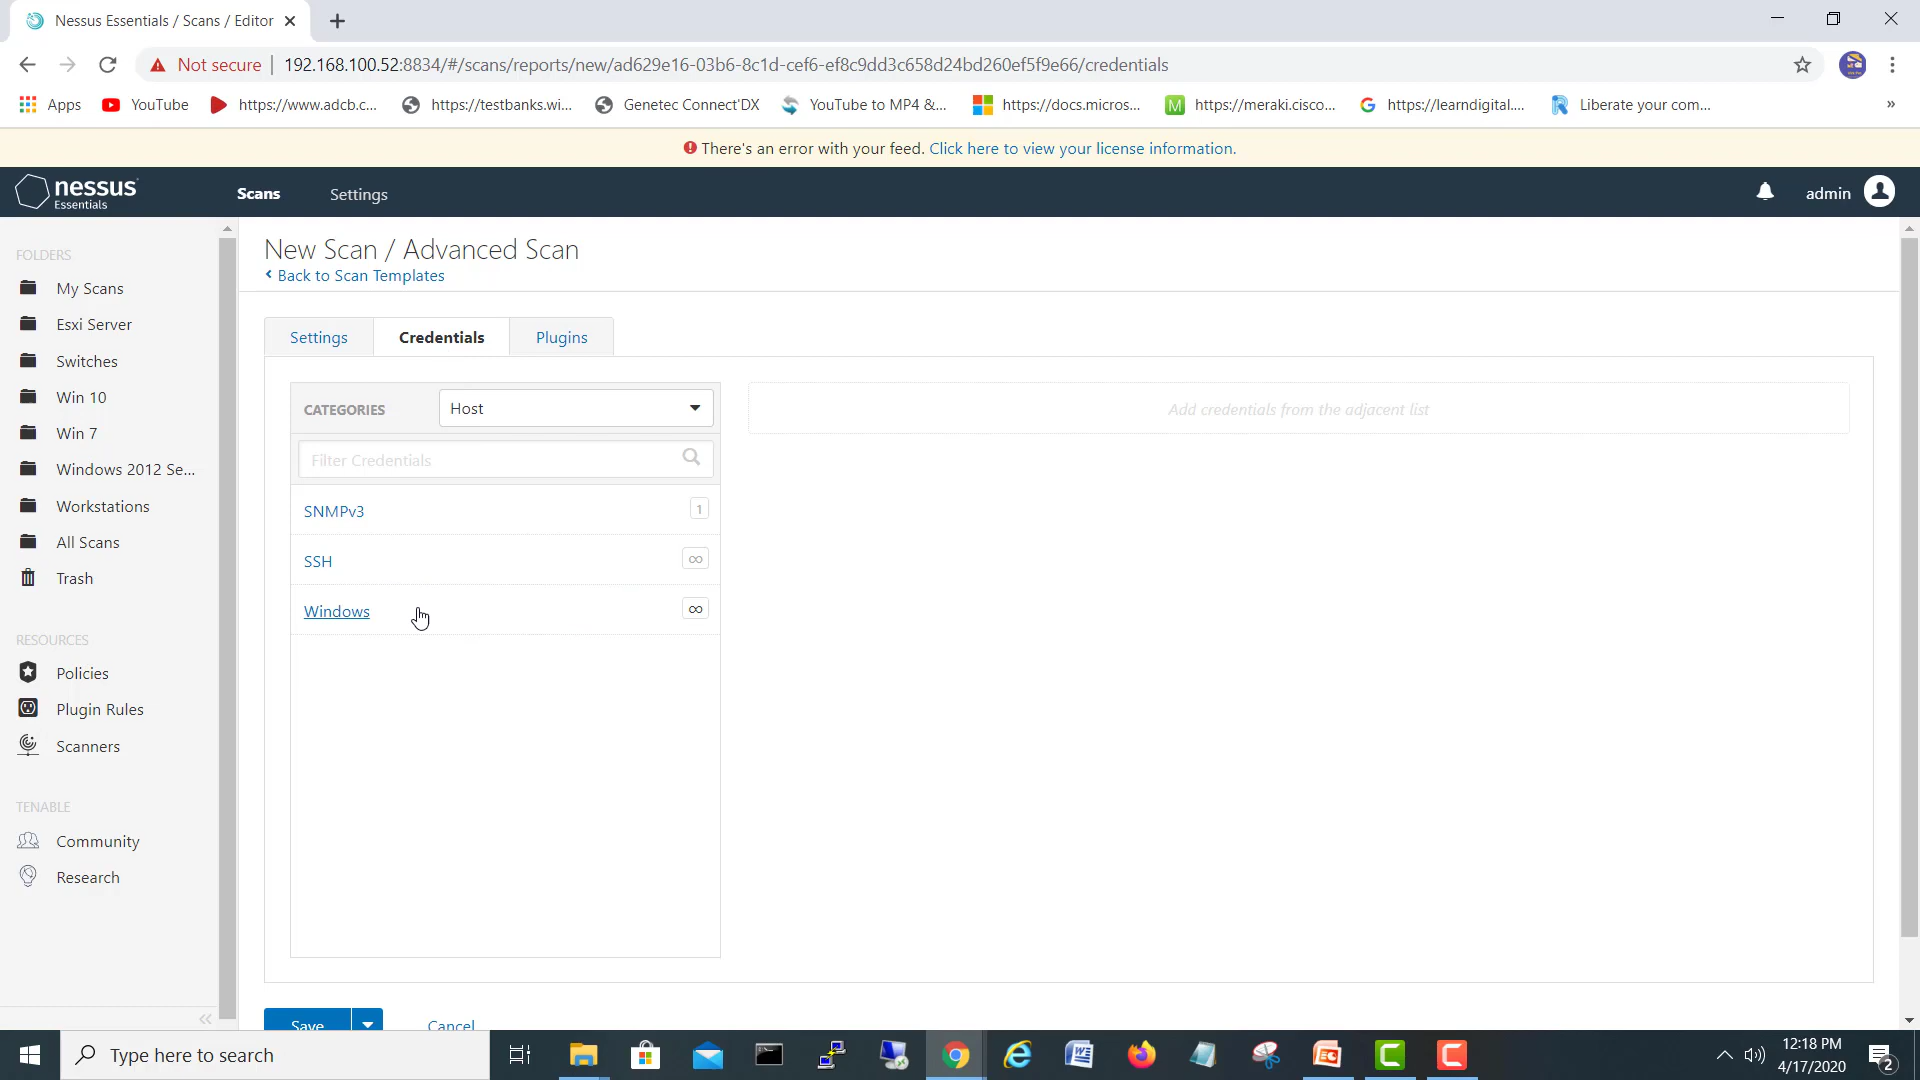 Nessus Essentials / Scans / Editor
Not secure | 192.168.100.52:8834/#/scans/reports/new/ad629e16-03b6-8c1d-cef6-ef8c9dd3c658d24bd260ef5f9e66/credentials
Apps YouTube https://www.adcb.c... https://testbanks.wi... Genetec Connect'DX YouTube to MP4 &... https://docs.micros... https://meraki.cisco... https://learndigital.... Liberate your com... »
There's an error with your feed. Click here to view your license information.
nessus Essentials Scans Settings admin
New Scan / Advanced Scan
Back to Scan Templates
FOLDERS
My Scans
Esxi Server
Switches
Win 10
Win 7
Windows 2012 Se...
Workstations
All Scans
Trash
RESOURCES
Policies
Plugin Rules
Scanners
TENABLE
Community
Research
Settings Credentials Plugins
CATEGORIES Host
Filter Credentials
SNMPv3 1
SSH ∞
Windows ∞
Add credentials from the adjacent list
Save Cancel
Type here to search
12:18 PM
4/17/2020
2